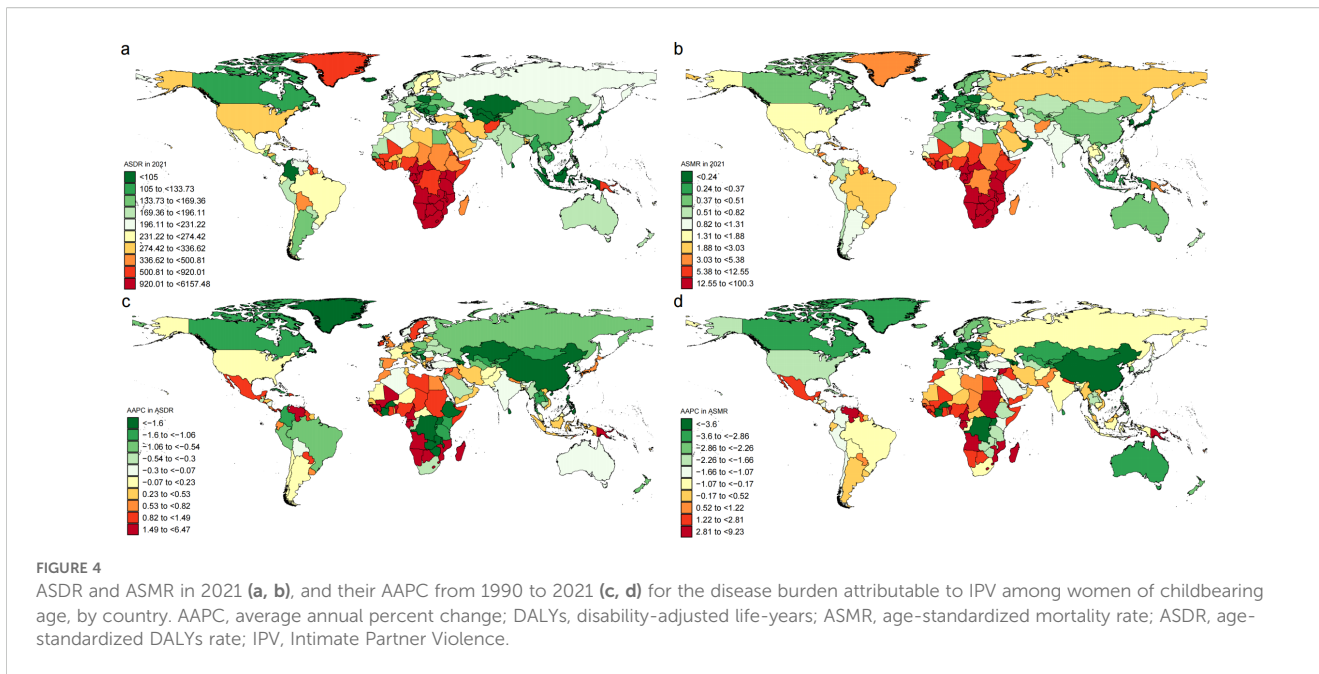 a
ASDR in 2021
<105
105 to <133.73
133.73 to <169.36
169.36 to <196.11
196.11 to <231.22
231.22 to <274.42
274.42 to <336.62
336.62 to <500.81
500.81 to <920.01
920.01 to <6157.48
b
ASMR in 2021
<0.24
0.24 to <0.37
0.37 to <0.51
0.51 to <0.82
0.82 to <1.31
1.31 to <1.88
1.88 to <3.03
3.03 to <5.38
5.38 to <12.55
12.55 to <100.3
c
AAPC in ASDR
<−1.6
−1.6 to <−1.06
−1.06 to <−0.54
−0.54 to <−0.3
−0.3 to <−0.07
−0.07 to <0.23
0.23 to <0.53
0.53 to <0.82
0.82 to <1.49
1.49 to <6.47
d
AAPC in ASMR
<−3.6
−3.6 to <−2.86
−2.86 to <−2.26
−2.26 to <−1.66
−1.66 to <−1.07
−1.07 to <−0.17
−0.17 to <0.52
0.52 to <1.22
1.22 to <2.81
2.81 to <9.23
FIGURE 4
ASDR and ASMR in 2021 (a, b), and their AAPC from 1990 to 2021 (c, d) for the disease burden attributable to IPV among women of childbearing
age, by country. AAPC, average annual percent change; DALYs, disability-adjusted life-years; ASMR, age-standardized mortality rate; ASDR, age-
standardized DALYs rate; IPV, Intimate Partner Violence.